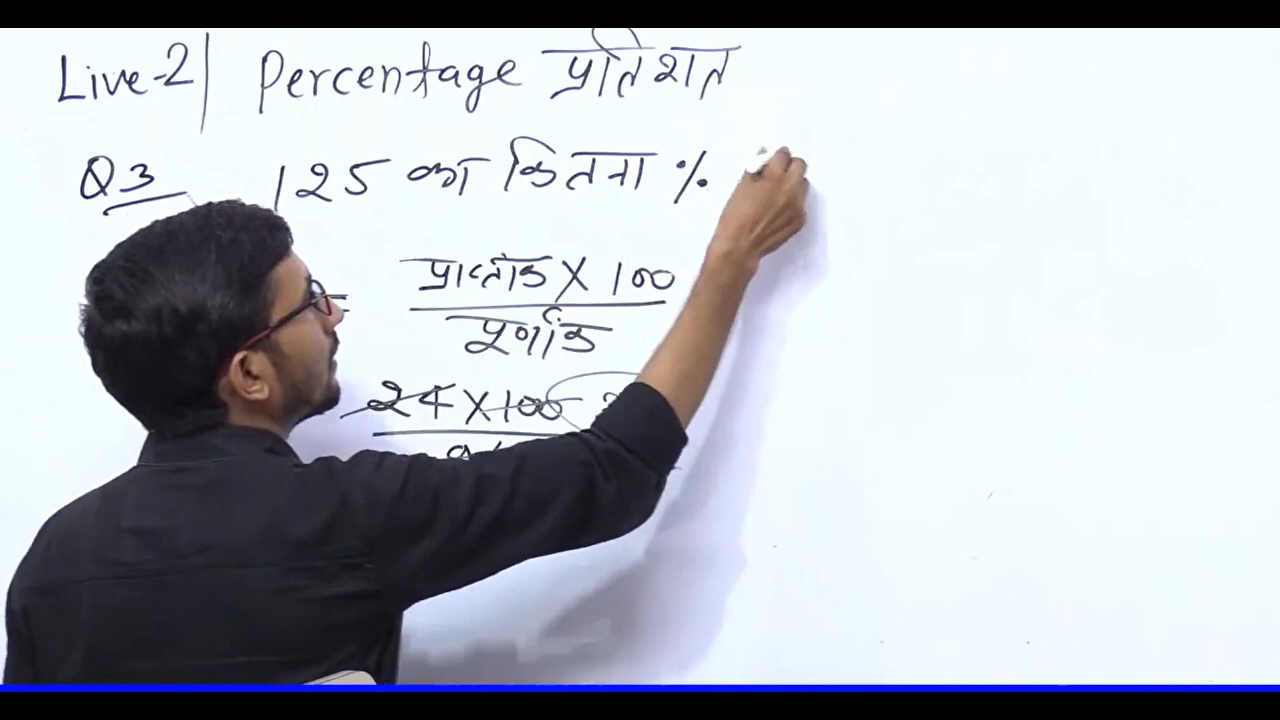 Live-2| Percentage प्रतिशत
Q3 125 का कितना %
= प्राप्तांक X 100
पूर्णांक
24 X 100